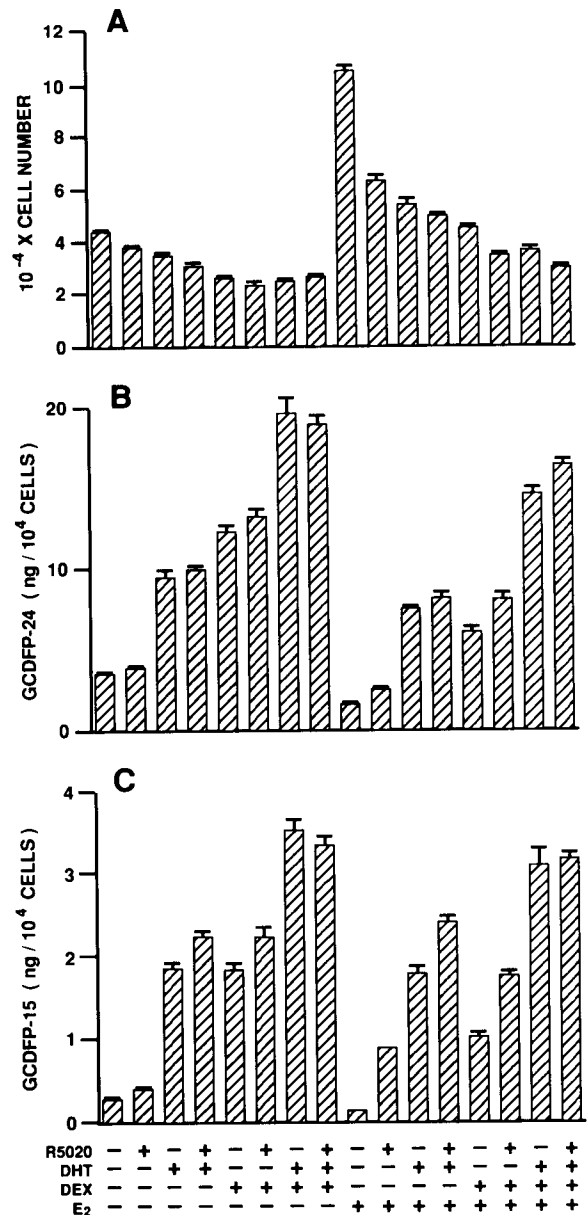 A
10⁻⁴ X CELL NUMBER
12
10
8
6
4
2
0
B
GCDFP-24 ( ng / 10⁴ CELLS)
20
10
0
C
GCDFP-15 ( ng / 10⁴ CELLS)
4
3
2
1
0
R5020 − + − + − + − + − + − + − + − +
DHT − − + + − − + + − − + + − − + +
DEX − − − − + + + + − − − − + + + +
E₂ − − − − − − − − + + + + + + + +